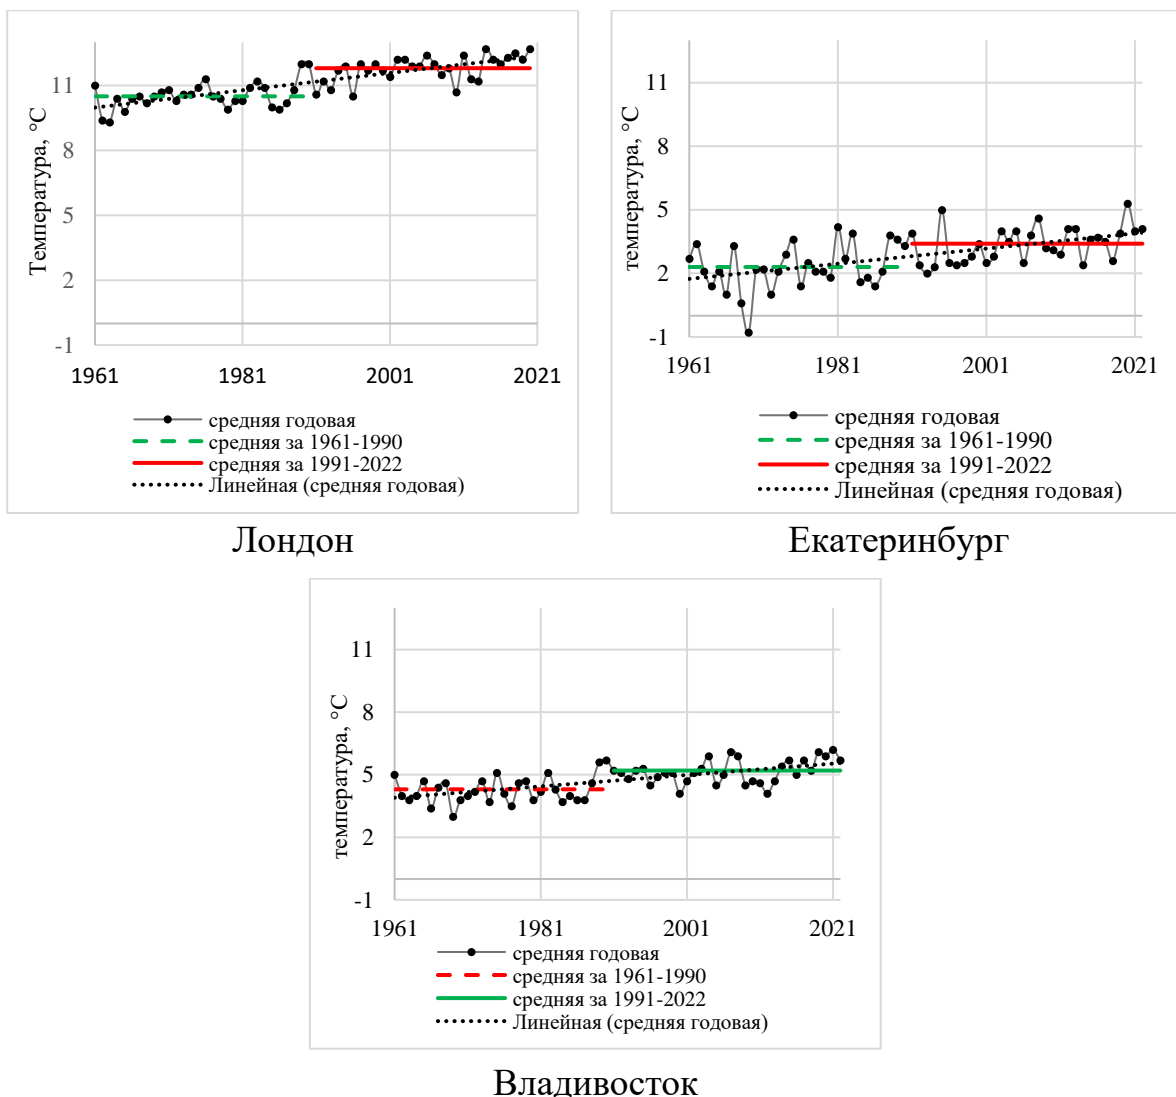 Температура, °C
11
8
5
2
-1
1961 1981 2001 2021
средняя годовая
средняя за 1961-1990
средняя за 1991-2022
Линейная (средняя годовая)
Лондон
температура, °C
11
8
5
2
-1
1961 1981 2001 2021
средняя годовая
средняя за 1961-1990
средняя за 1991-2022
Линейная (средняя годовая)
Екатеринбург
температура, °C
11
8
5
2
-1
1961 1981 2001 2021
средняя годовая
средняя за 1961-1990
средняя за 1991-2022
Линейная (средняя годовая)
Владивосток